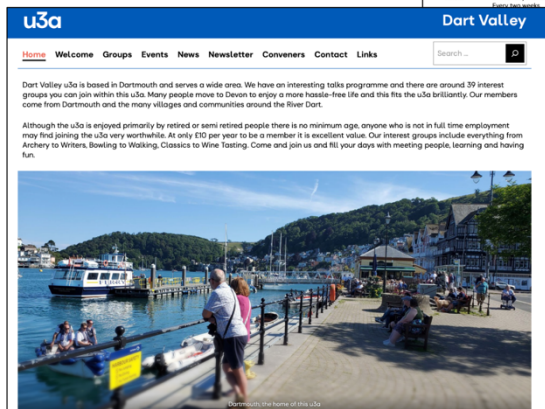 Every two weeks
u3a
Dart Valley
Home Welcome Groups Events News Newsletter Conveners Contact Links
Search ...
Dart Valley u3a is based in Dartmouth and serves a wide area. We have an interesting talks programme and there are around 39 interest
groups you can join within this u3a. Many people move to Devon to enjoy a more hassle-free life and this fits the u3a brilliantly. Our members
come from Dartmouth and the many villages and communities around the River Dart.
Although the u3a is enjoyed primarily by retired or semi retired people there is no minimum age, anyone who is not in full time employment
may find joining the u3a very worthwhile. At only £10 per year to be a member it is excellent value. Our interest groups include everything from
Archery to Writers, Bowling to Walking, Classics to Wine Tasting. Come and join us and fill your days with meeting people, learning and having
fun.
Dartmouth, the home of this u3a